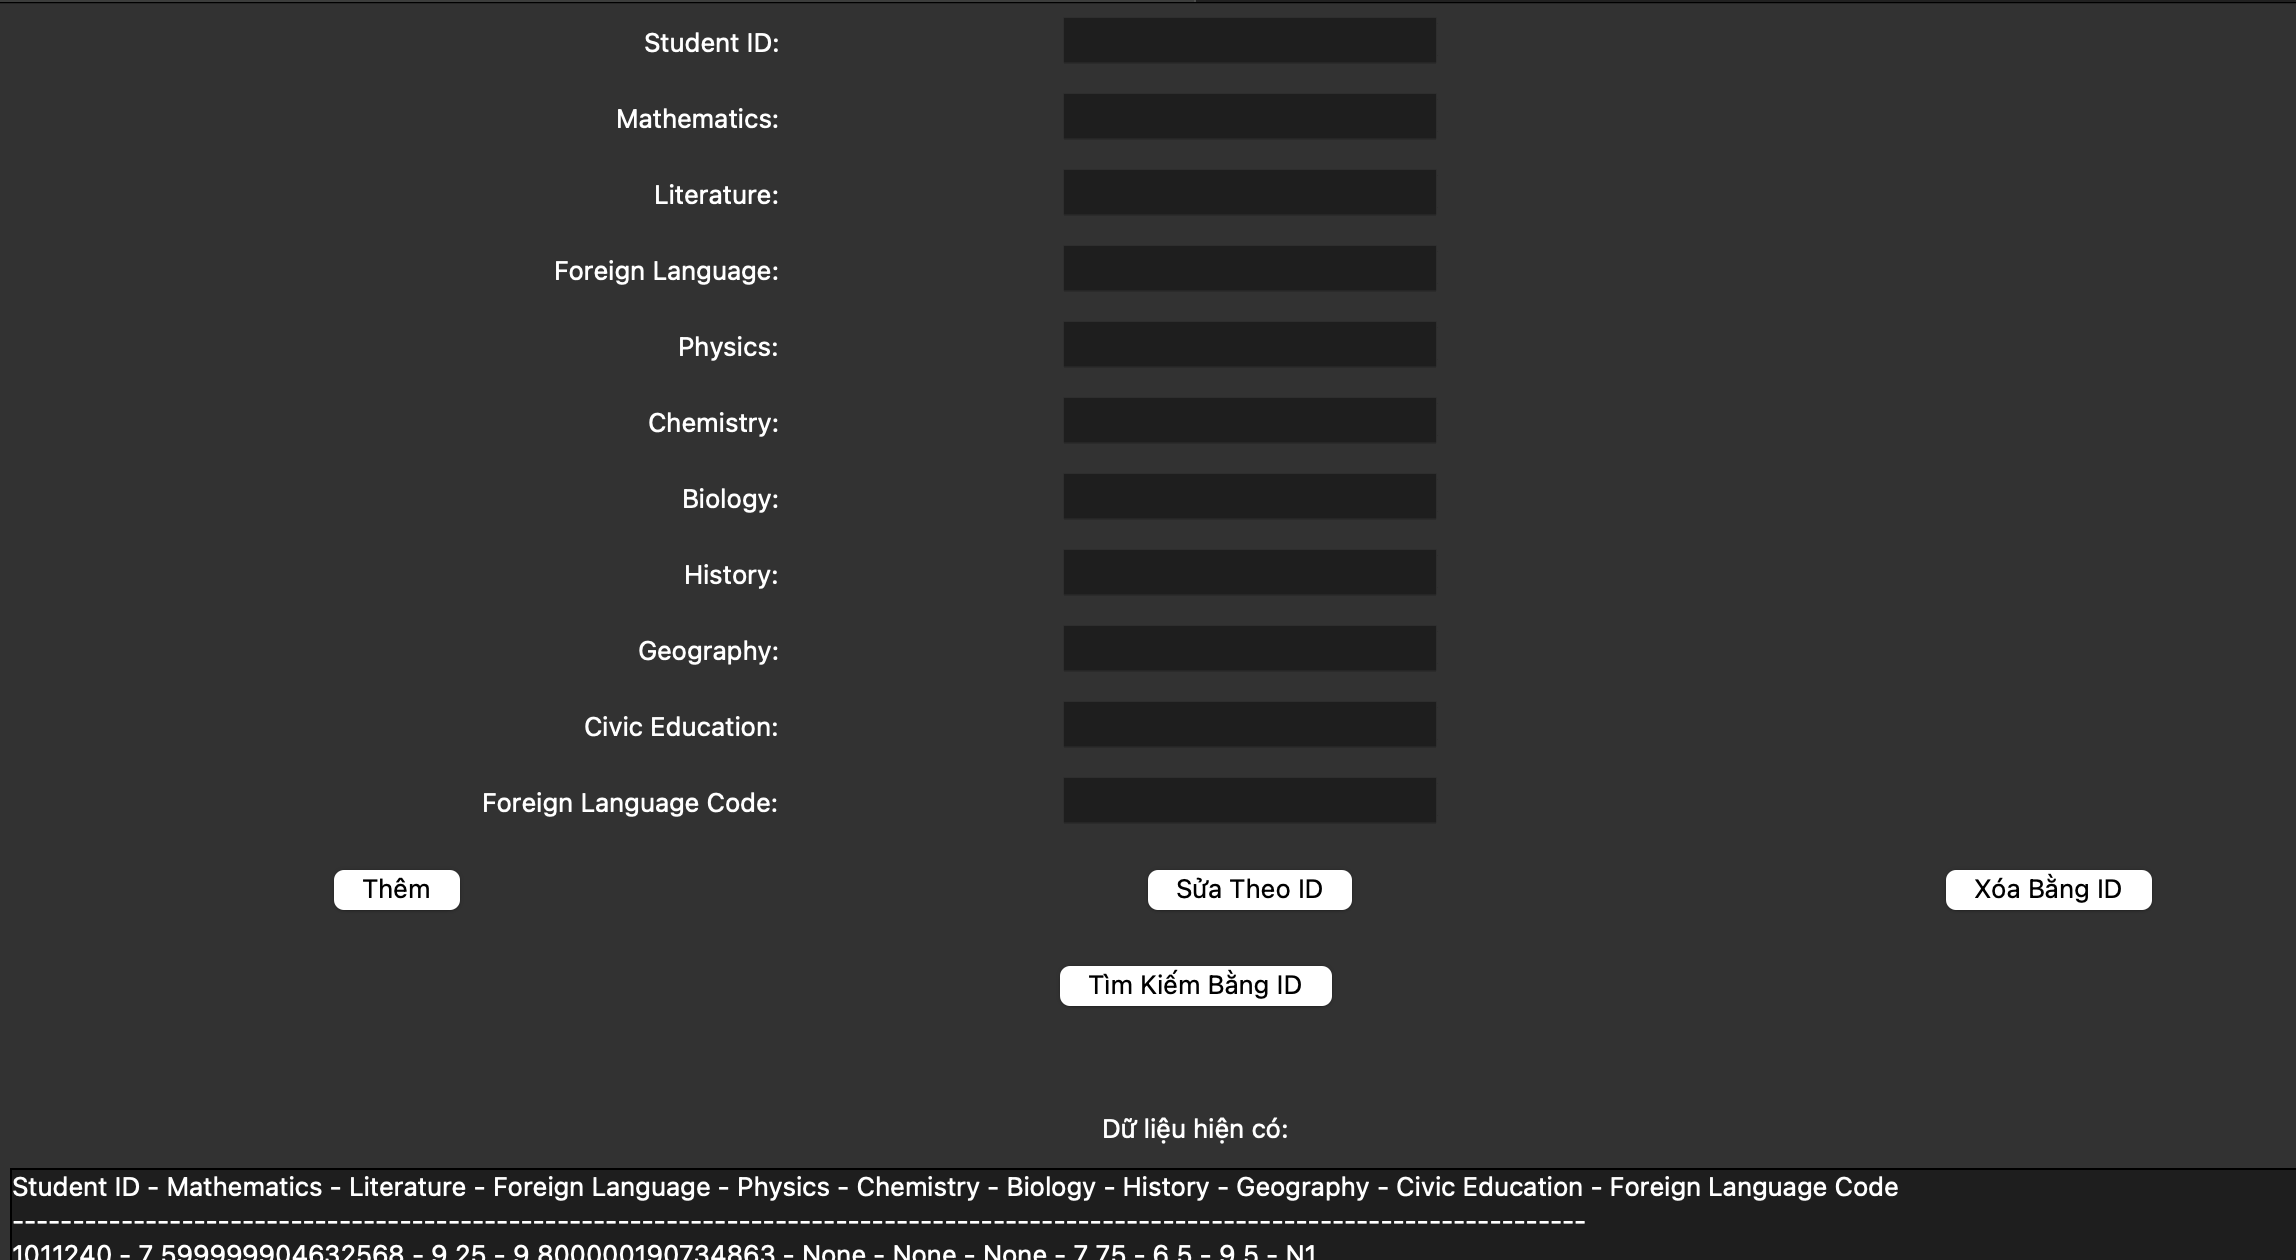 Student ID:
Mathematics:
Literature:
Foreign Language:
Physics:
Chemistry:
Biology:
History:
Geography:
Civic Education:
Foreign Language Code:
Thêm Sửa Theo ID Xóa Bằng ID
Tìm Kiếm Bằng ID
Dữ liệu hiện có:
Student ID - Mathematics - Literature - Foreign Language - Physics - Chemistry - Biology - History - Geography - Civic Education - Foreign Language Code
-----------------------------------------------------------------------------------------------------------------------------------
1011240 - 7.599999904632568 - 9.25 - 9.800000190734863 - None - None - None - 7.75 - 6.5 - 9.5 - N1